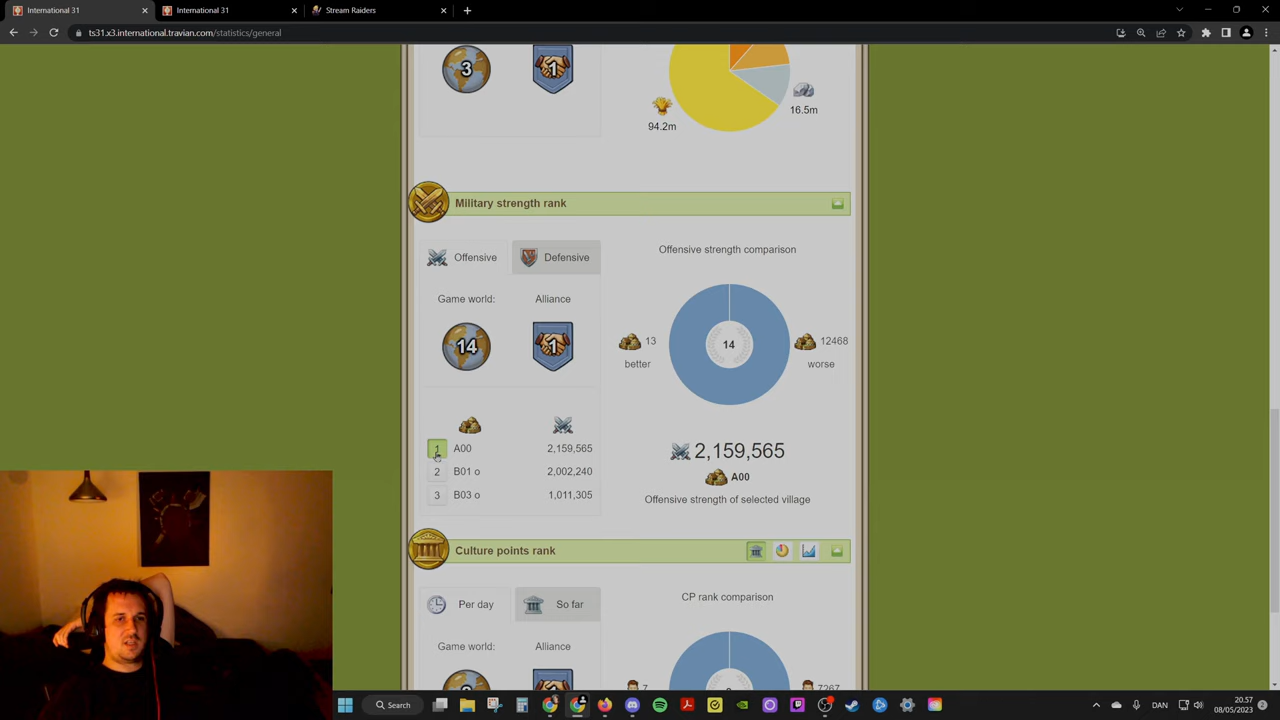 International 31
International 31
Stream Raiders
ts31.x3.international.travian.com/statistics/general
3
1
16.5m
94.2m
Military strength rank
Offensive
Defensive
Offensive strength comparison
Game world:
Alliance
14
1
13
better
14
12468
worse
1
A00
2,159,565
2
B01 o
2,002,240
3
B03 o
1,011,305
2,159,565
A00
Offensive strength of selected village
Culture points rank
Per day
So far
CP rank comparison
Game world:
Alliance
7
7267
Search
DAN
20.57
08/05/2023